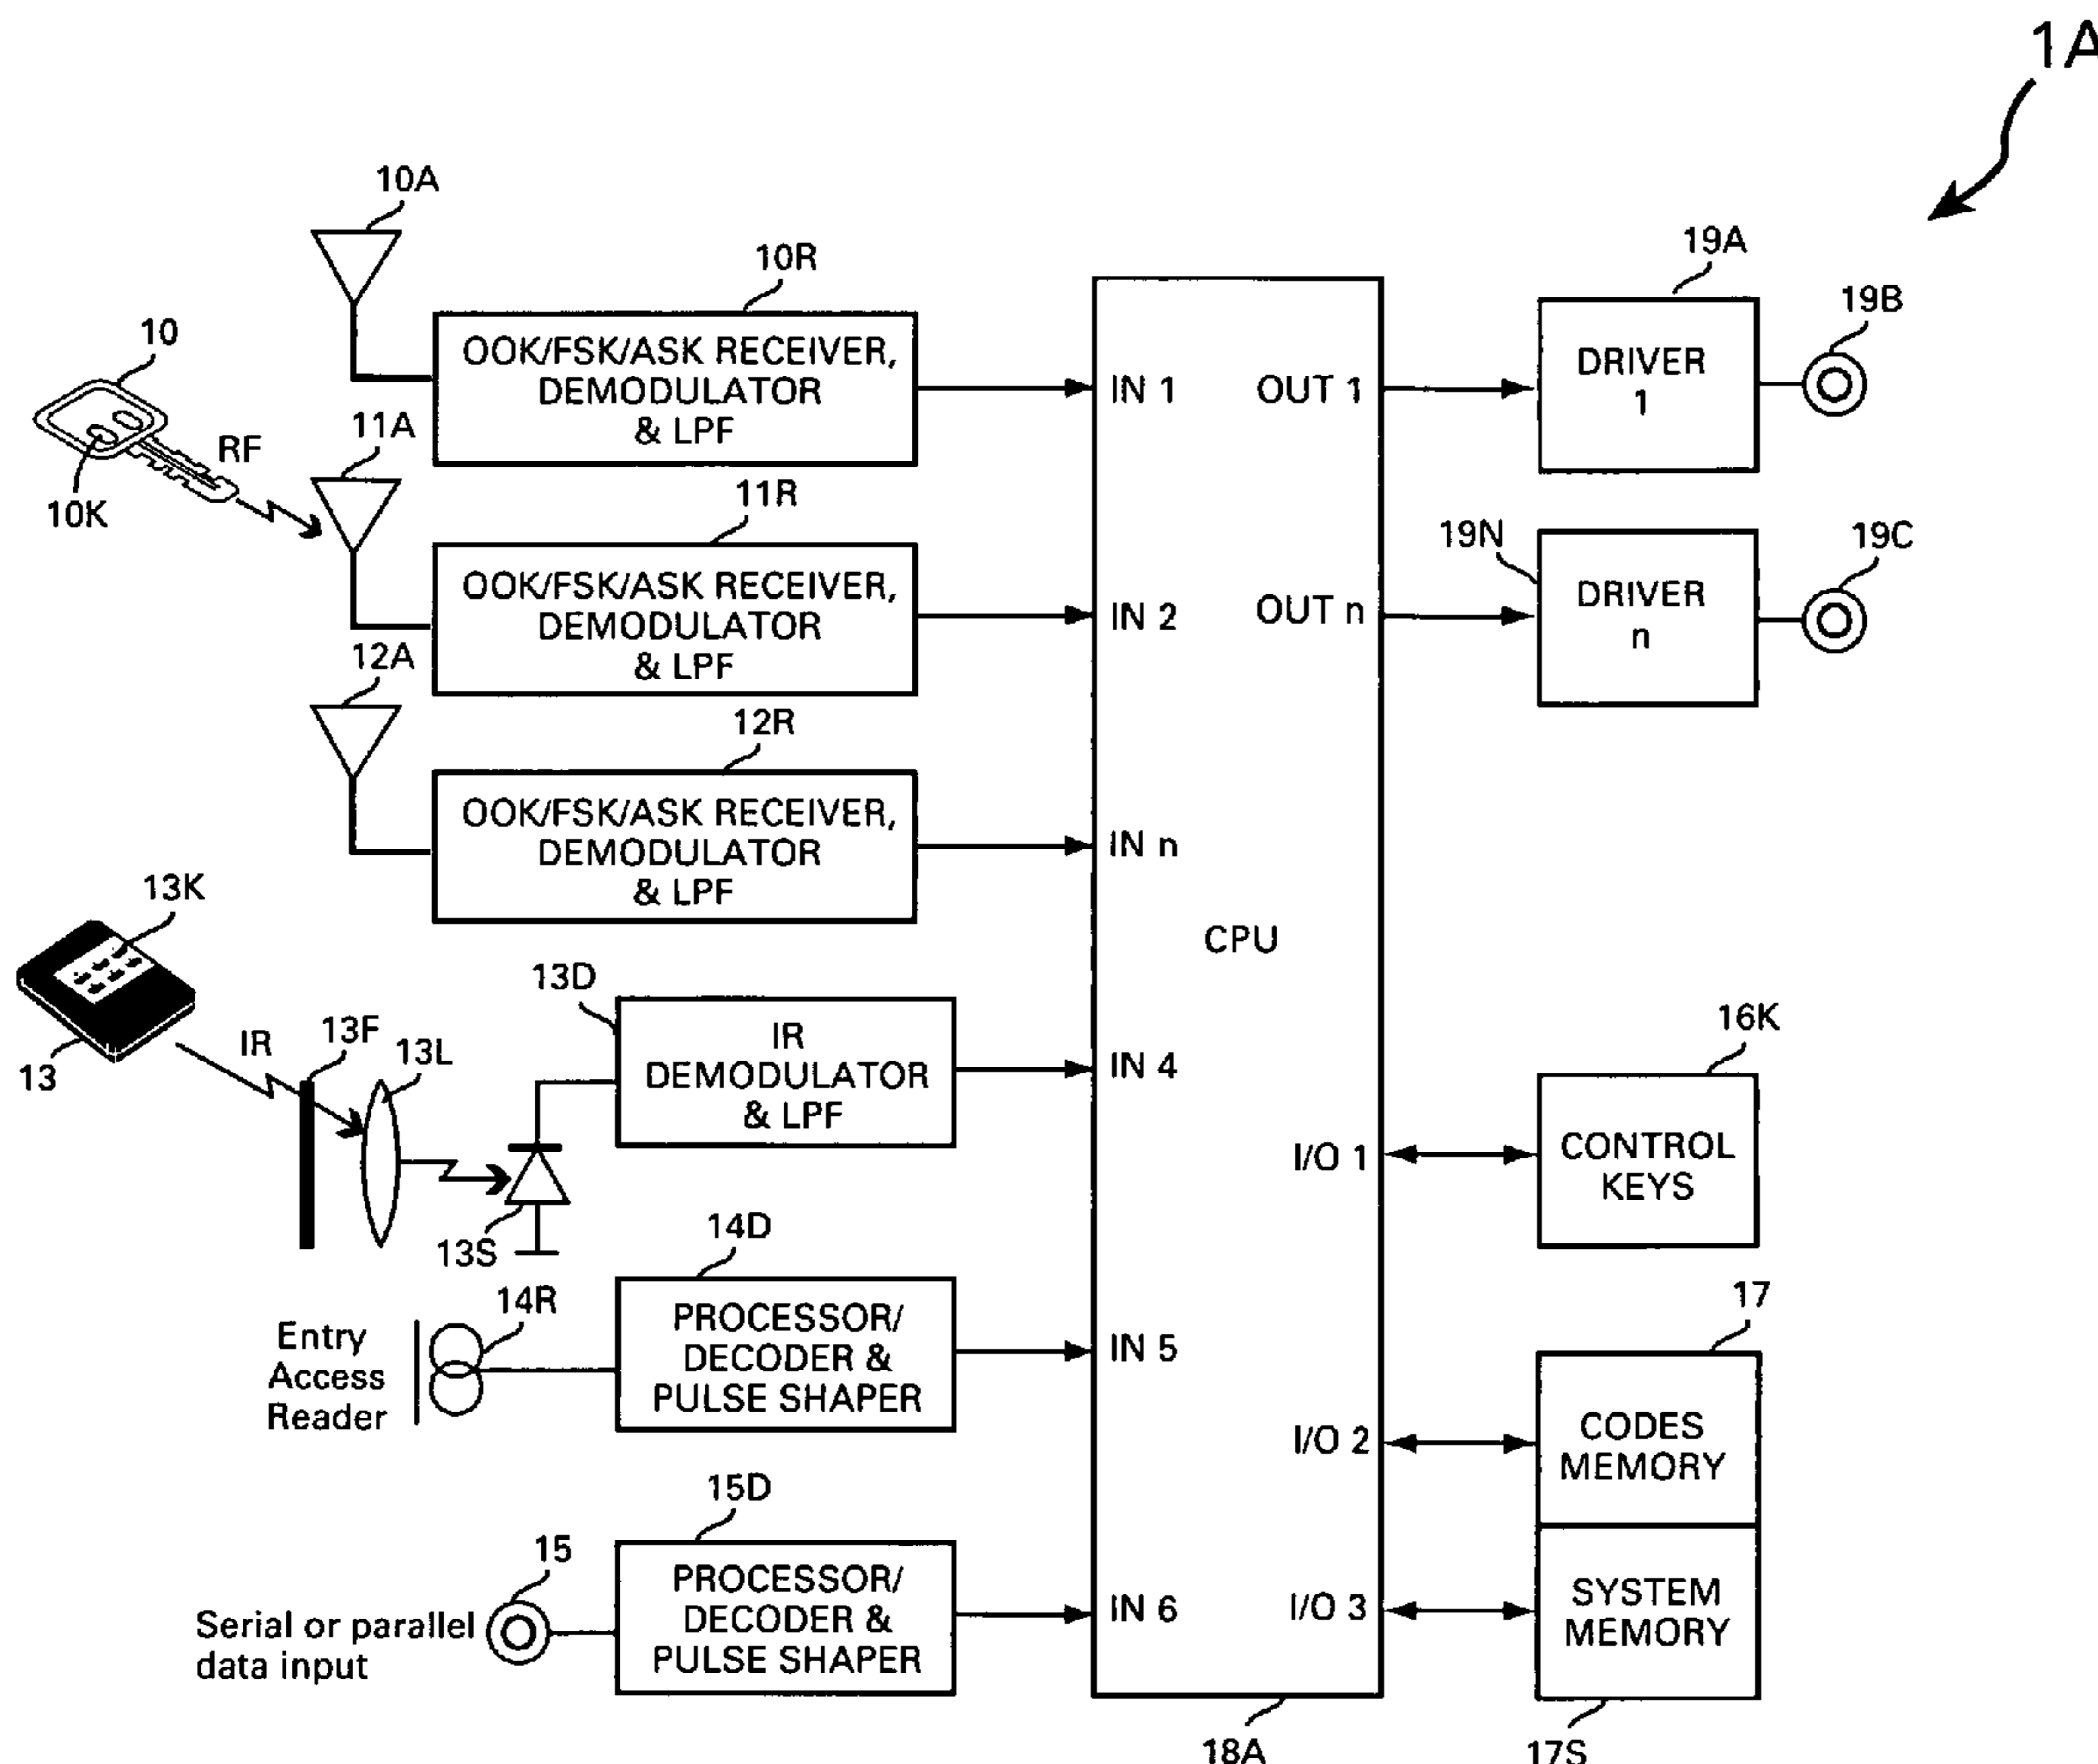 1A
10A
10R
19A
19B
10
OOK/FSK/ASK RECEIVER,
DEMODULATOR
& LPF
IN 1
OUT 1
DRIVER
1
RF
11A
10K
11R
19N
19C
OOK/FSK/ASK RECEIVER,
DEMODULATOR
& LPF
IN 2
OUT n
DRIVER
n
12A
12R
OOK/FSK/ASK RECEIVER,
DEMODULATOR
& LPF
IN n
CPU
13K
13D
IR
13F
13L
13
IR
DEMODULATOR
& LPF
IN 4
16K
I/O 1
CONTROL
KEYS
13S
14D
14R
Entry
Access
Reader
PROCESSOR/
DECODER &
PULSE SHAPER
IN 5
17
I/O 2
CODES
MEMORY
15D
15
Serial or parallel
data input
PROCESSOR/
DECODER &
PULSE SHAPER
IN 6
I/O 3
SYSTEM
MEMORY
18A
17S